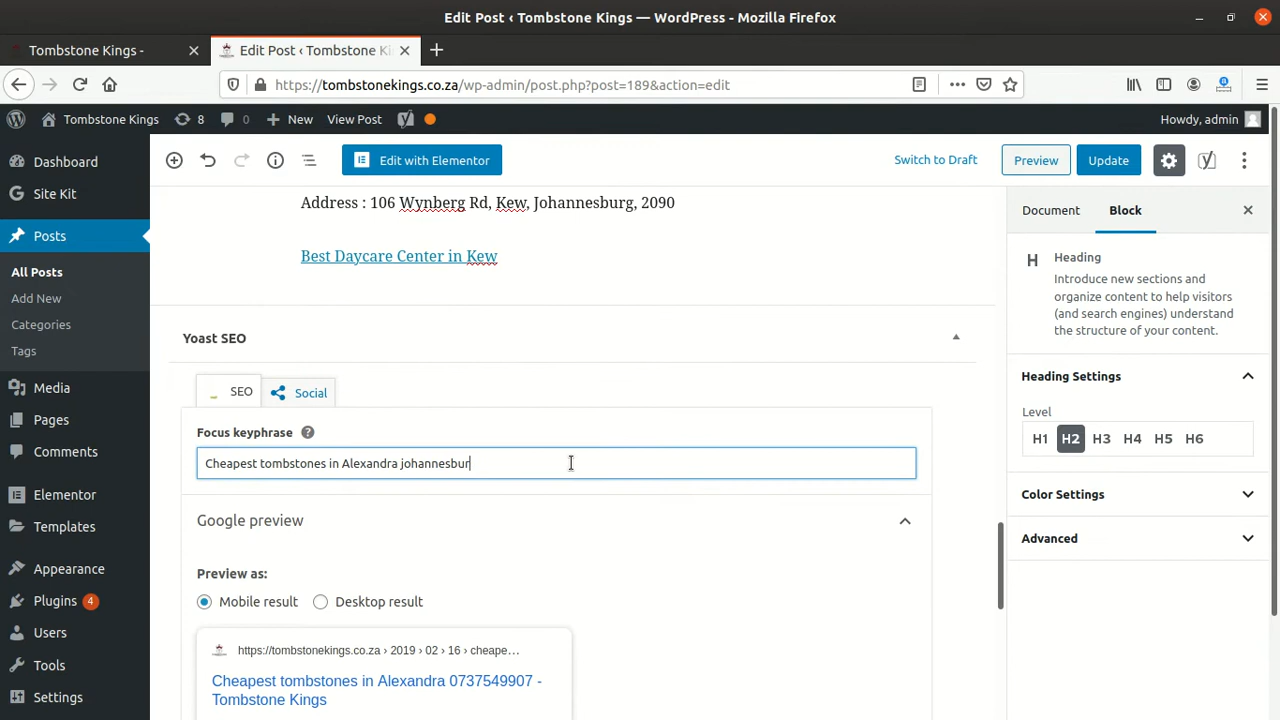 Edit Post ‹ Tombstone Kings — WordPress - Mozilla Firefox
Tombstone Kings -
Edit Post ‹ Tombstone Ki
https://tombstonekings.co.za/wp-admin/post.php?post=189&action=edit
Tombstone Kings 8 0 New View Post Howdy, admin
Dashboard
Site Kit
Posts
All Posts
Add New
Categories
Tags
Media
Pages
Comments
Elementor
Templates
Appearance
Plugins 4
Users
Tools
Settings
Edit with Elementor Switch to Draft Preview Update
Address : 106 Wynberg Rd, Kew, Johannesburg, 2090
Best Daycare Center in Kew
Yoast SEO
SEO Social
Focus keyphrase ?
Cheapest tombstones in Alexandra johannesbur
Google preview
Preview as:
Mobile result Desktop result
https://tombstonekings.co.za › 2019 › 02 › 16 › cheape…
Cheapest tombstones in Alexandra 0737549907 -
Tombstone Kings
Document Block
H Heading
Introduce new sections and
organize content to help visitors
(and search engines) understand
the structure of your content.
Heading Settings
Level
H1 H2 H3 H4 H5 H6
Color Settings
Advanced